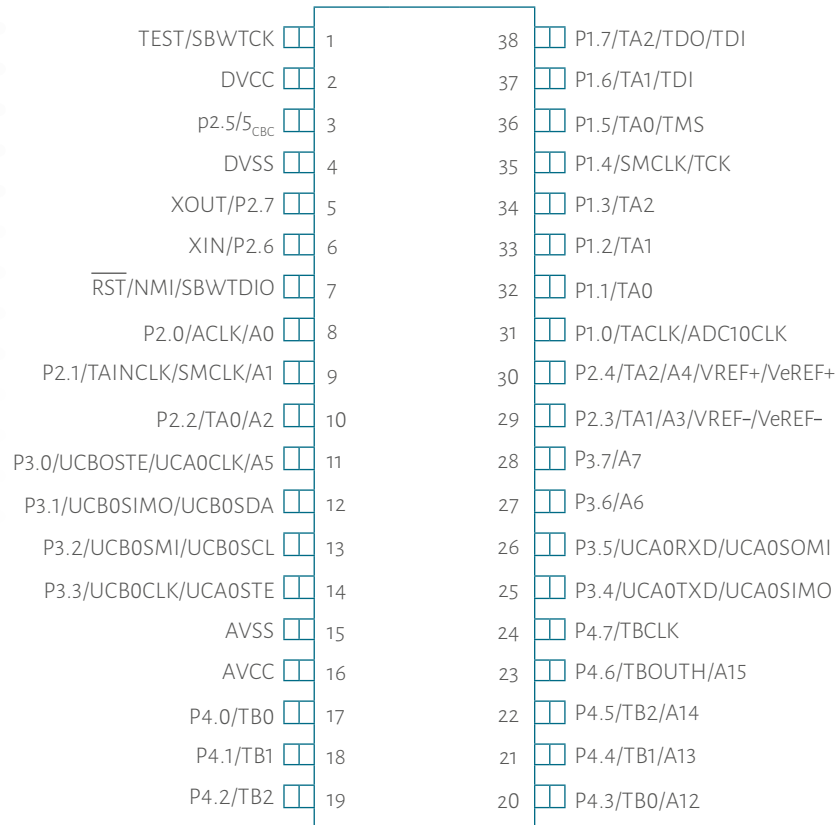 TEST/SBWTCK 1 38 P1.7/TA2/TDO/TDI
DVCC 2 37 P1.6/TA1/TDI
p2.5/5CBC 3 36 P1.5/TA0/TMS
DVSS 4 35 P1.4/SMCLK/TCK
XOUT/P2.7 5 34 P1.3/TA2
XIN/P2.6 6 33 P1.2/TA1
RST/NMI/SBWTDIO 7 32 P1.1/TA0
P2.0/ACLK/A0 8 31 P1.0/TACLK/ADC10CLK
P2.1/TAINCLK/SMCLK/A1 9 30 P2.4/TA2/A4/VREF+/VeREF+
P2.2/TA0/A2 10 29 P2.3/TA1/A3/VREF-/VeREF-
P3.0/UCBOSTE/UCA0CLK/A5 11 28 P3.7/A7
P3.1/UCB0SIMO/UCB0SDA 12 27 P3.6/A6
P3.2/UCB0SMI/UCB0SCL 13 26 P3.5/UCA0RXD/UCA0SOMI
P3.3/UCB0CLK/UCA0STE 14 25 P3.4/UCA0TXD/UCA0SIMO
AVSS 15 24 P4.7/TBCLK
AVCC 16 23 P4.6/TBOUTH/A15
P4.0/TB0 17 22 P4.5/TB2/A14
P4.1/TB1 18 21 P4.4/TB1/A13
P4.2/TB2 19 20 P4.3/TB0/A12